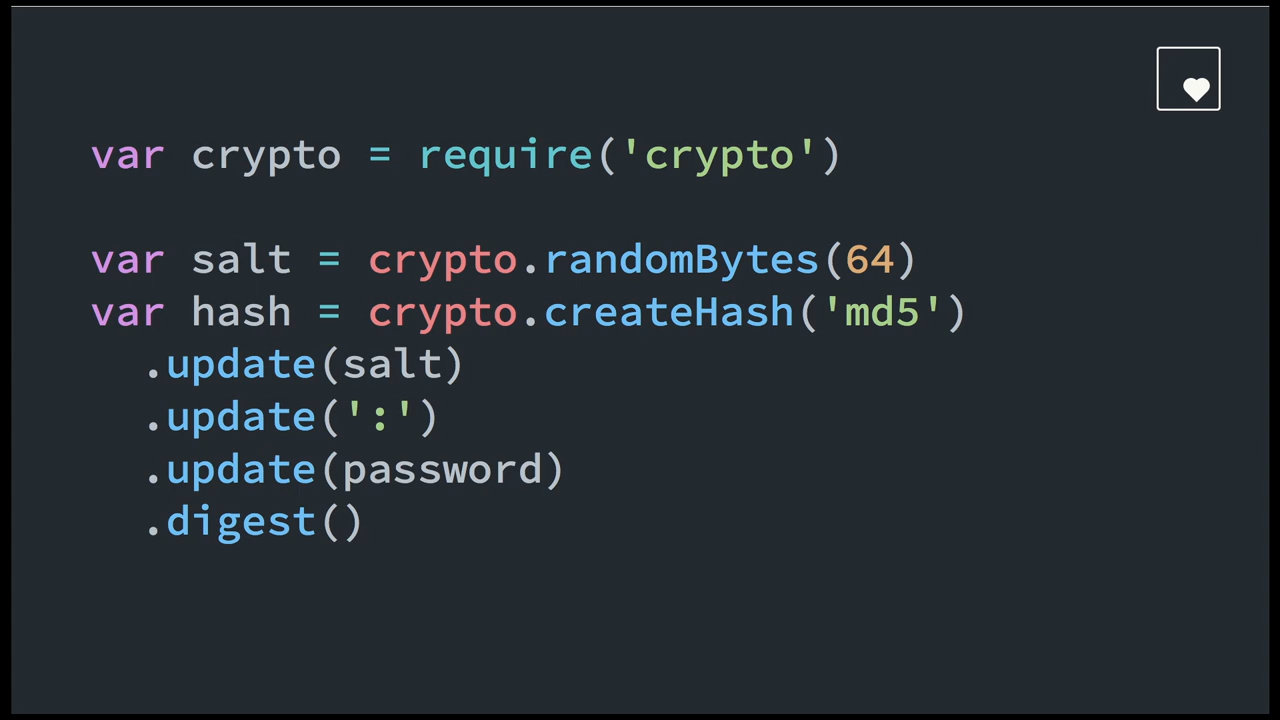 var crypto = require('crypto')
var salt = crypto.randomBytes(64)
var hash = crypto.createHash('md5')
  .update(salt)
  .update(':')
  .update(password)
  .digest()